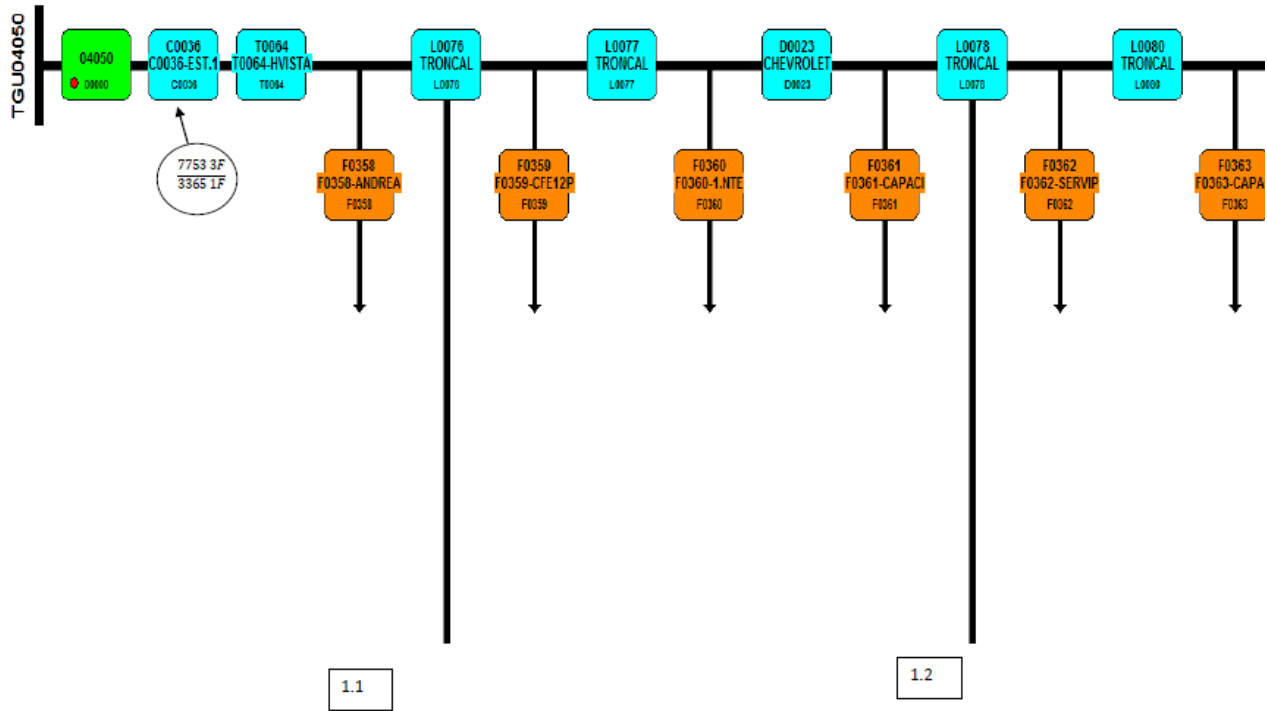 TGU04050
04050
00000
C0036
C0036-EST.1
C0036
T0064
T0064-HVISTA
T0064
L0076
TRONCAL
L0076
L0077
TRONCAL
L0077
D0023
CHEVROLET
D0023
L0078
TRONCAL
L0078
L0080
TRONCAL
L0080
7753 3F
3365 1F
F0358
F0358-ANDREA
F0358
F0359
F0359-CFE12P
F0359
F0360
F0360-1.NTE
F0360
F0361
F0361-CAPACI
F0361
F0362
F0362-SERVIP
F0362
F0363
F0363-CAPA
F0363
1.1
1.2